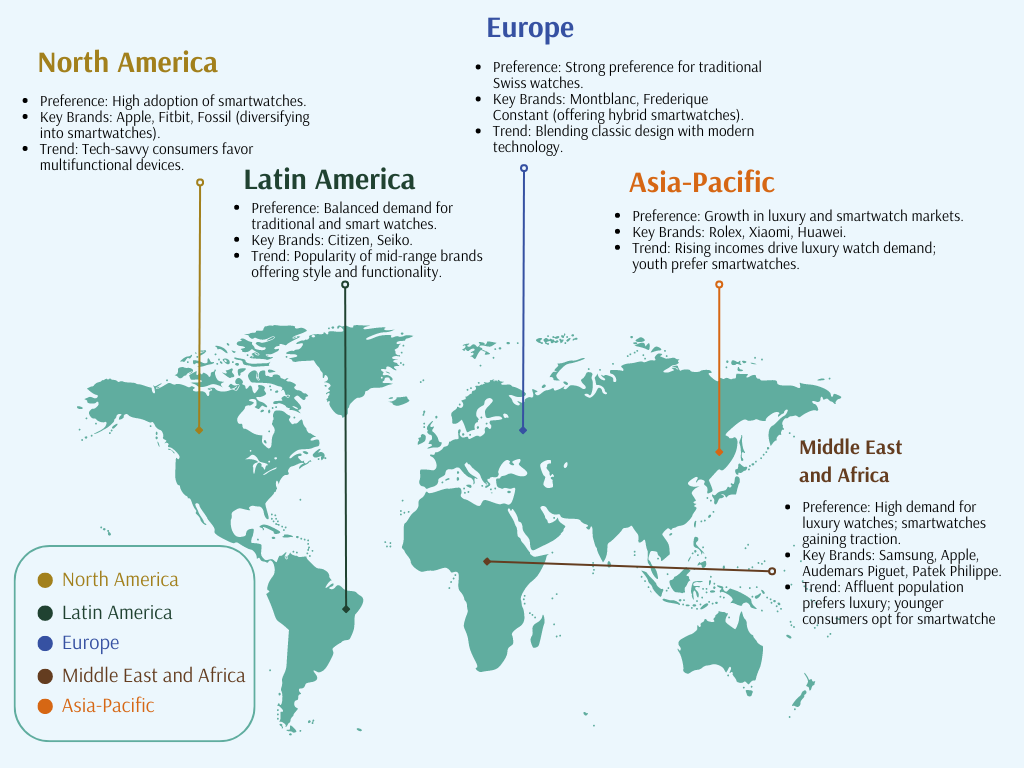 Europe
Preference: Strong preference for traditional
Swiss watches.
Key Brands: Montblanc, Frederique
Constant (offering hybrid smartwatches).
Trend: Blending classic design with modern
technology.
North America
Preference: High adoption of smartwatches.
Key Brands: Apple, Fitbit, Fossil (diversifying
into smartwatches).
Trend: Tech-savvy consumers favor
multifunctional devices.
Latin America
Preference: Balanced demand for
traditional and smart watches.
Key Brands: Citizen, Seiko.
Trend: Popularity of mid-range brands
offering style and functionality.
Asia-Pacific
Preference: Growth in luxury and smartwatch markets.
Key Brands: Rolex, Xiaomi, Huawei.
Trend: Rising incomes drive luxury watch demand;
youth prefer smartwatches.
Middle East
and Africa
Preference: High demand for
luxury watches; smartwatches
gaining traction.
Key Brands: Samsung, Apple,
Audemars Piguet, Patek Philippe.
Trend: Affluent population
prefers luxury; younger
consumers opt for smartwatche
North America
Latin America
Europe
Middle East and Africa
Asia-Pacific